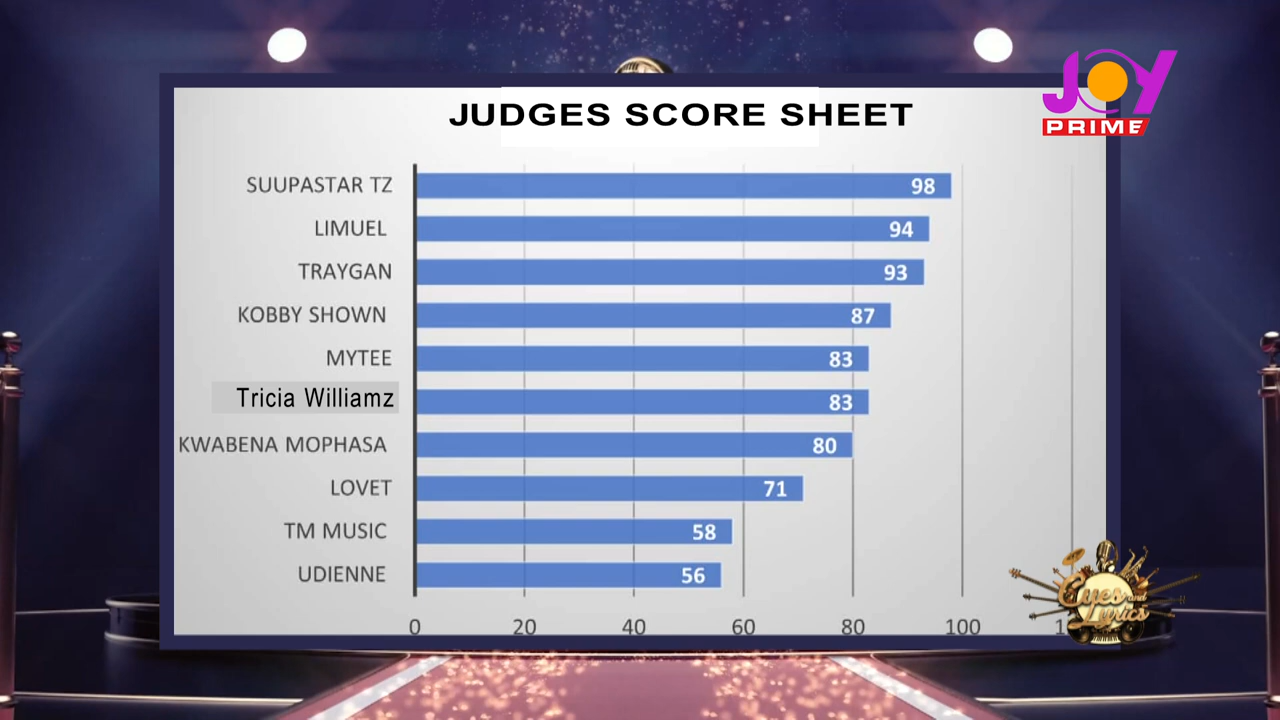 JUDGES SCORE SHEET
JOY
PRIME
SUUPASTAR TZ 98
LIMUEL 94
TRAYGAN 93
KOBBY SHOWN 87
MYTEE 83
Tricia Williamz 83
KWABENA MOPHASA 80
LOVET 71
TM MUSIC 58
UDIENNE 56
Cues and
Lyrics
0 20 40 60 80 100